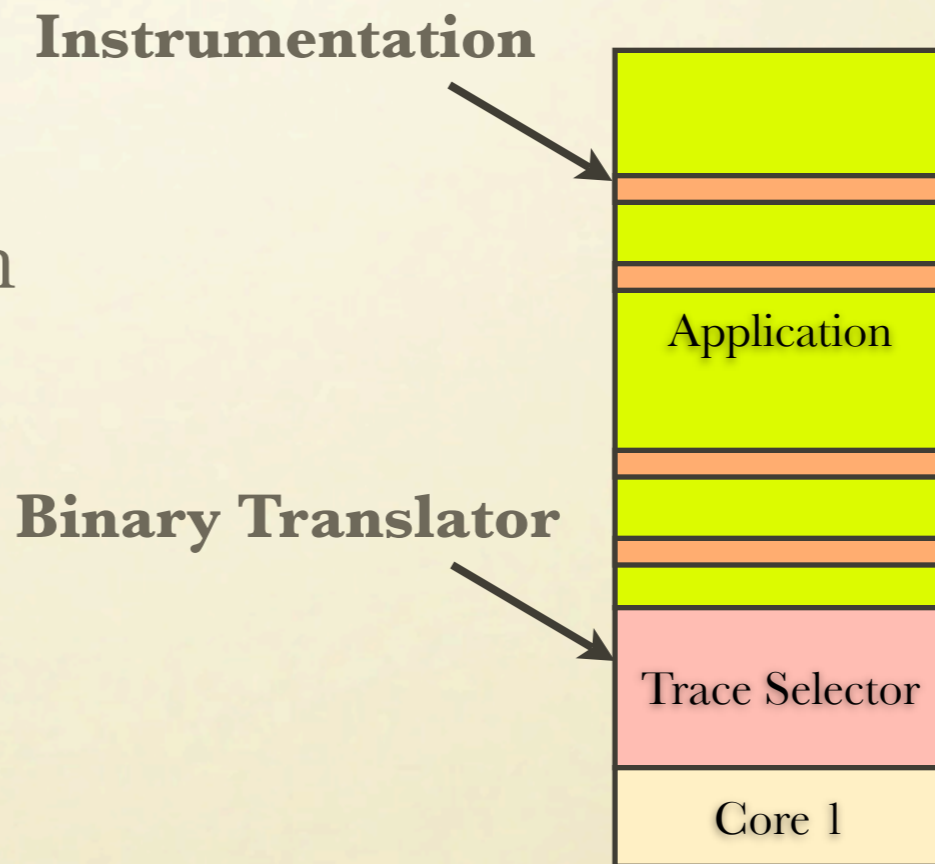 Instrumentation
n
Application
Binary Translator
Trace Selector
Core 1